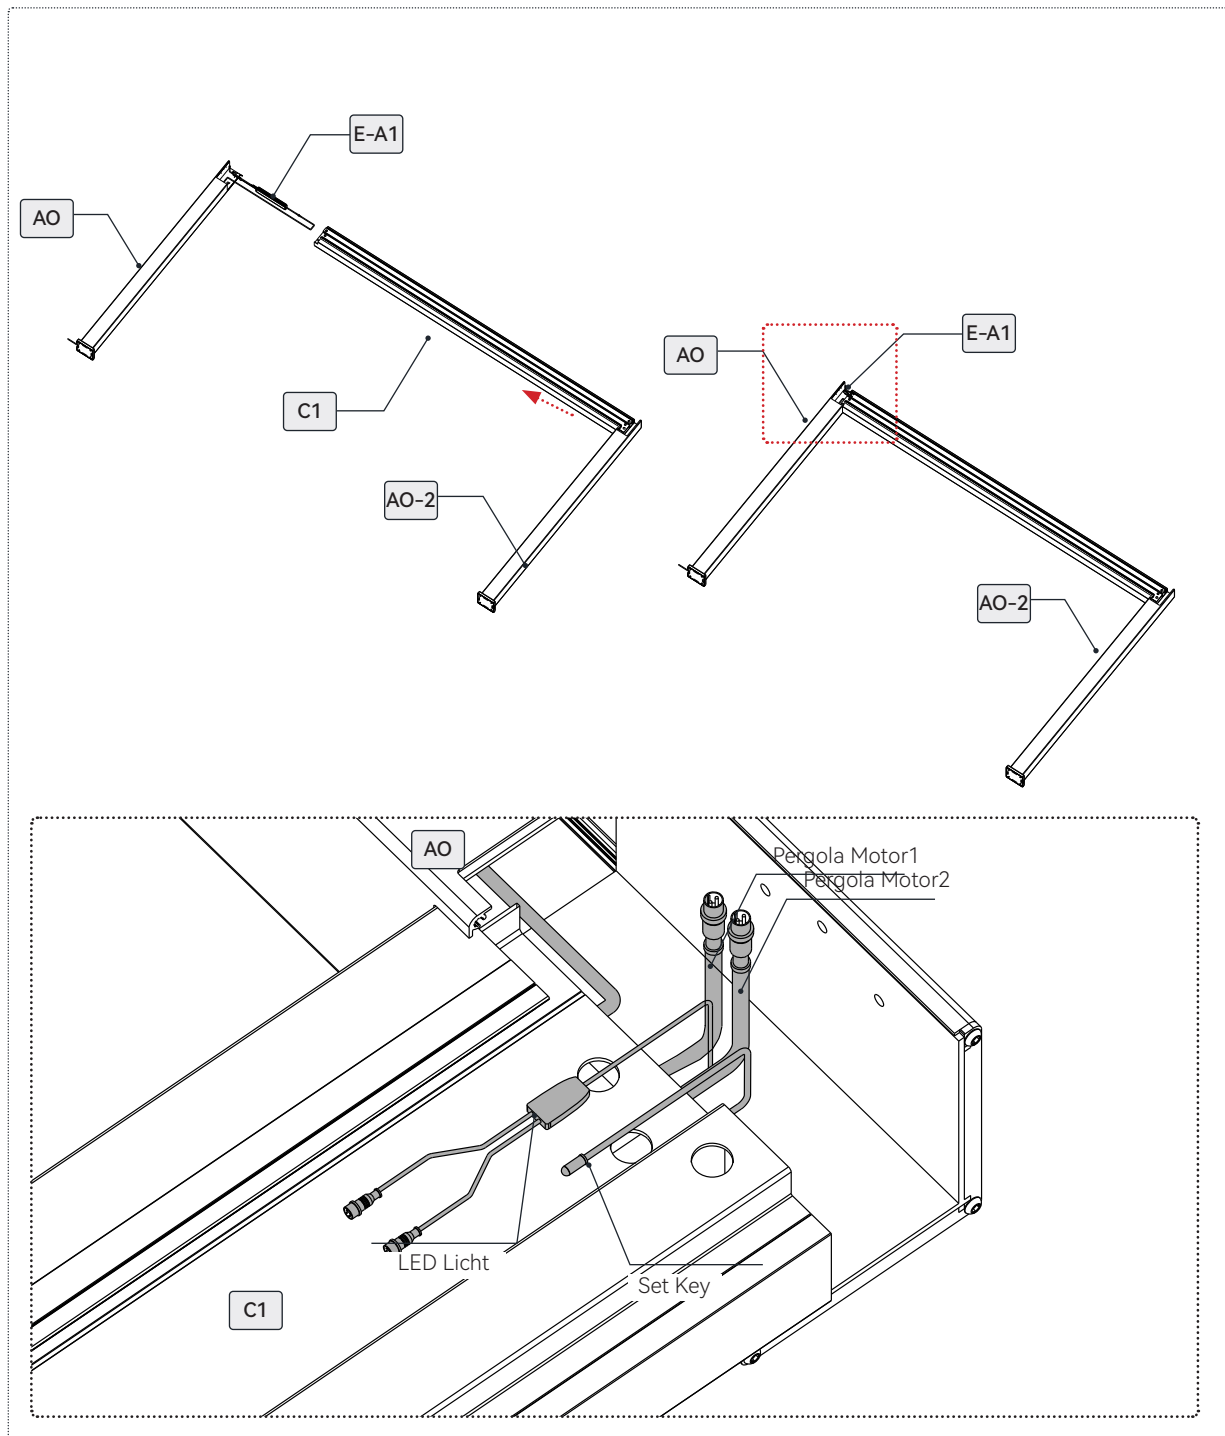 E-A1
AO
C1
AO-2
E-A1
AO
AO-2
AO
Pergola Motor1
Pergola Motor2
LED Licht
Set Key
C1